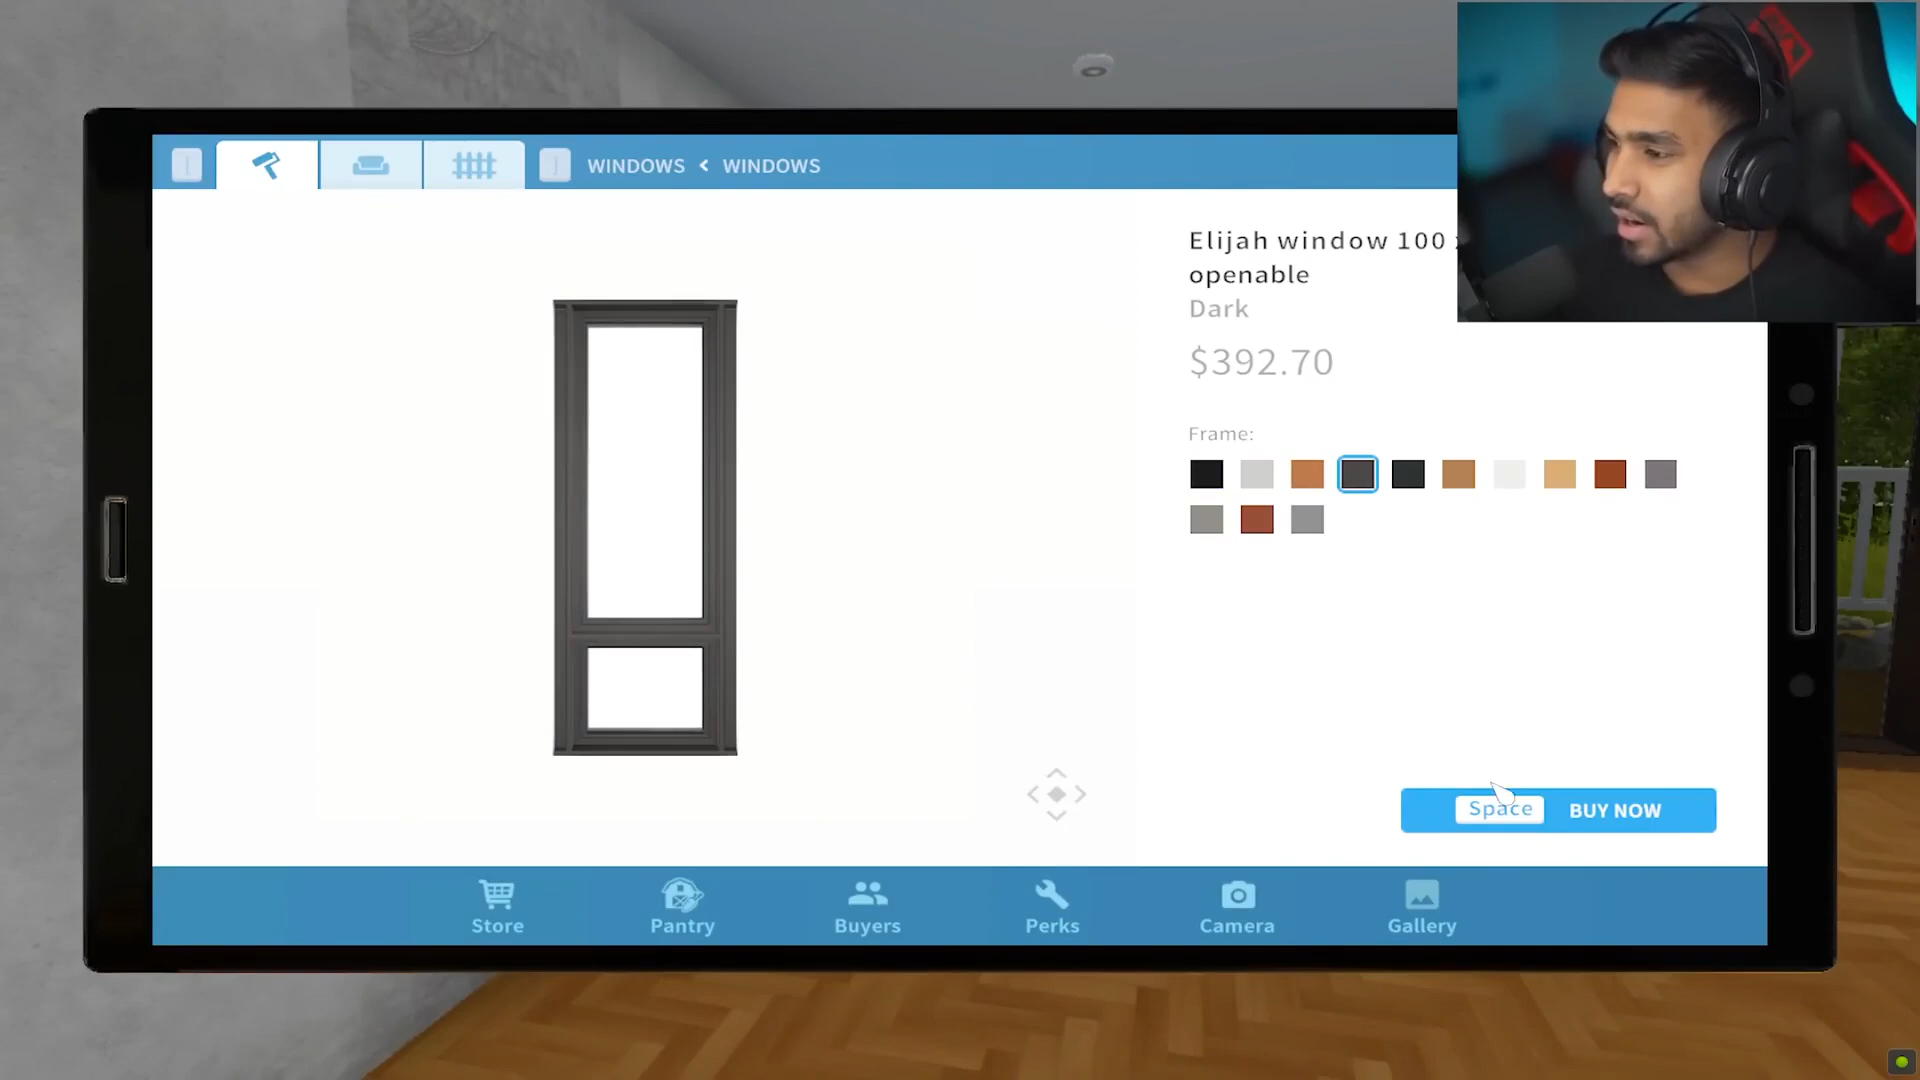 WINDOWS < WINDOWS
Elijah window 100
openable
Dark
$392.70
Frame:
Space BUY NOW
Store Pantry Buyers Perks Camera Gallery